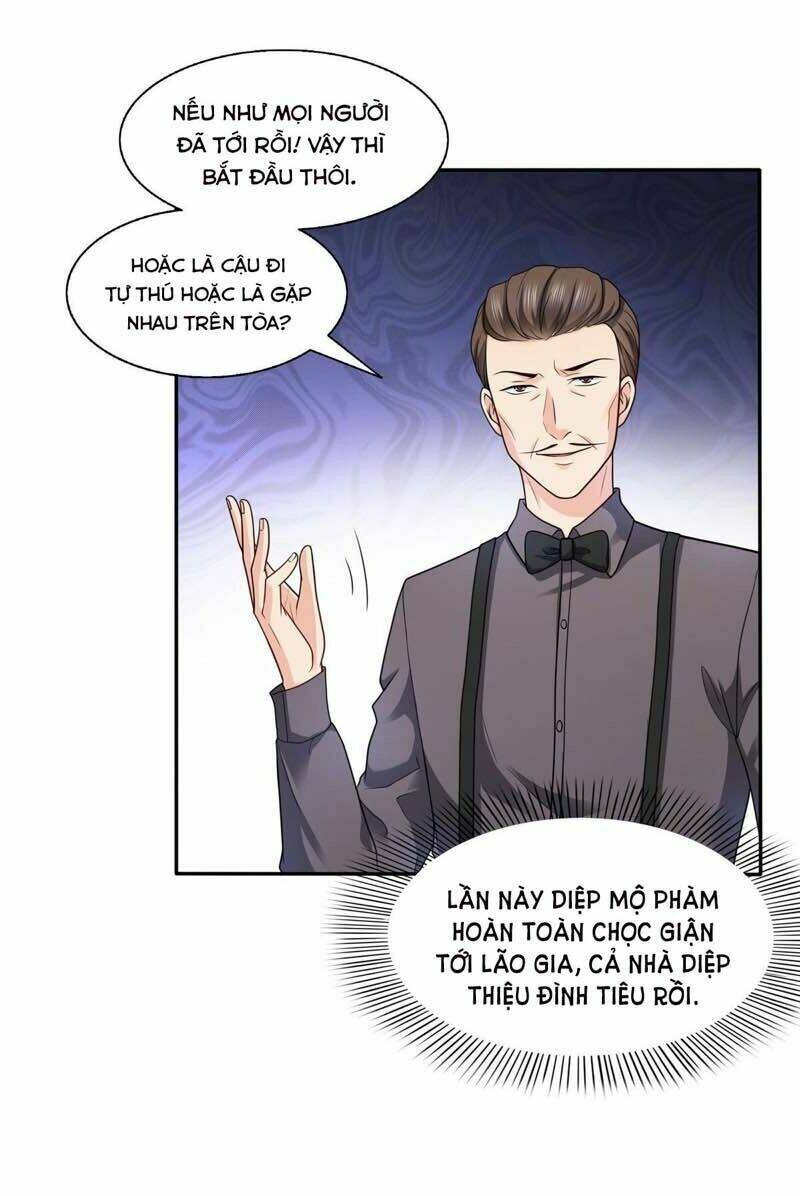 NẾU NHƯ MỌI NGƯỜI
ĐÃ TỚI RỒI! VẬY THÌ
BẮT ĐẦU THÔI.
HOẶC LÀ CẬU ĐI
TỰ THÚ HOẶC LÀ GẶP
NHAU TRÊN TÒA?
LẦN NÀY DIỆP MỘ PHÀM
HOÀN TOÀN CHỌC GIẬN
TỚI LÃO GIA, CẢ NHÀ DIỆP
THIỆU ĐÌNH TIÊU RỒI.